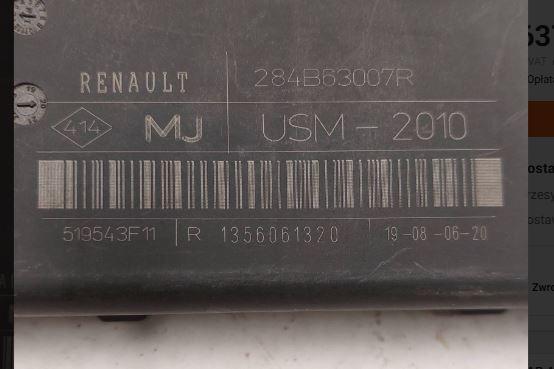 RENAULT
284B63007R
414
MJ
USM - 2010
519543F11
R
1356061320
19-08-06-20